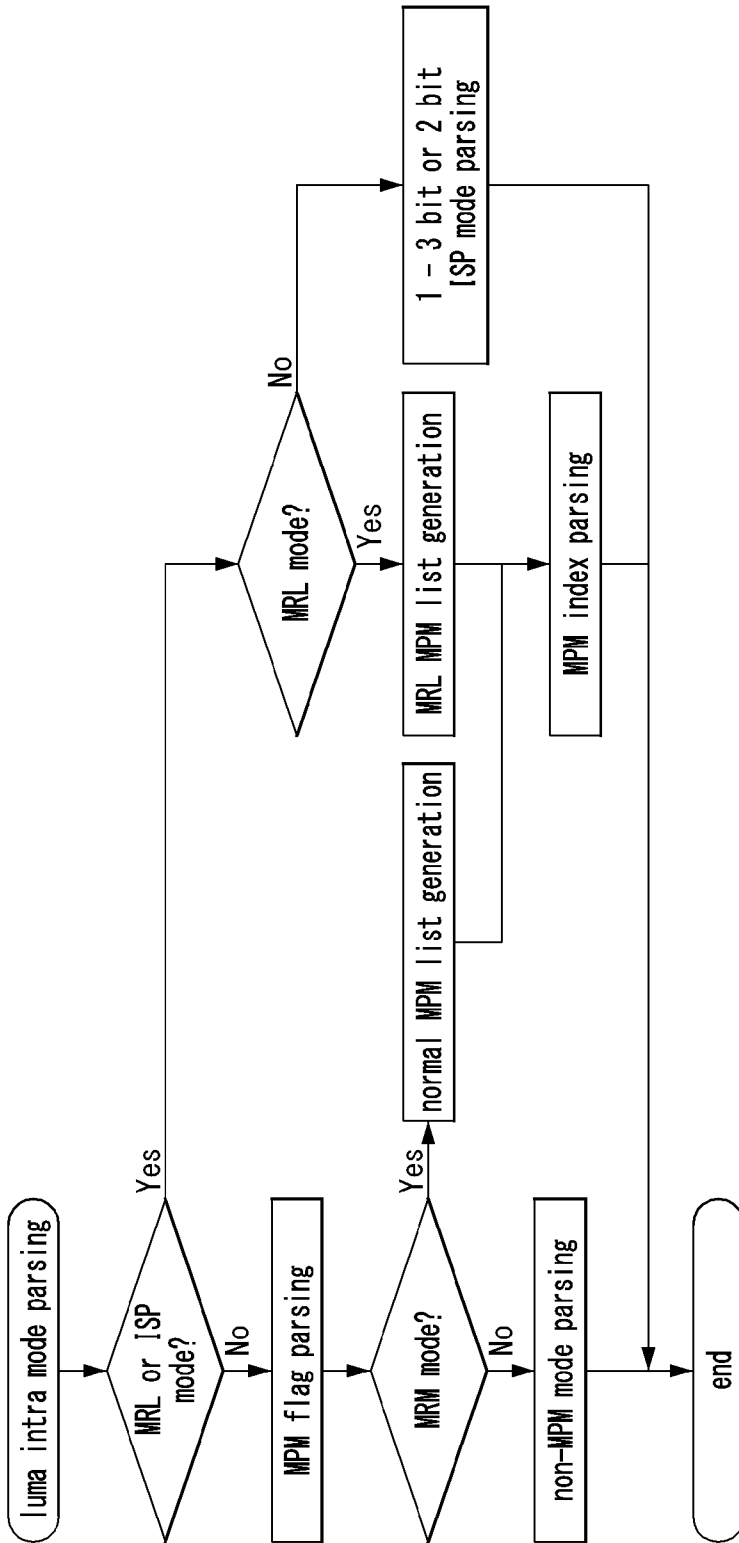 luma intra mode parsing
MRL or ISP
mode?
Yes
No
MPM flag parsing
MRM mode?
Yes
No
non-MPM mode parsing
end
normal MPM list generation
MRL mode?
No
Yes
MRL MPM list generation
MPM index parsing
1 - 3 bit or 2 bit
ISP mode parsing